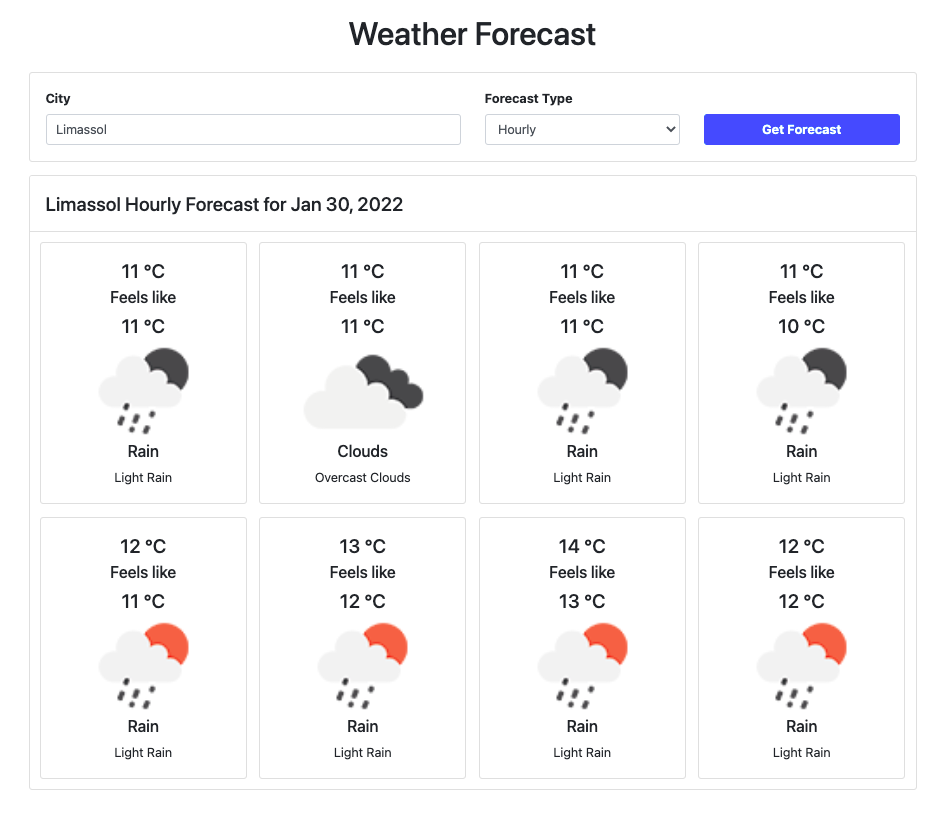 Weather Forecast
City
Forecast Type
Limassol
Hourly
Get Forecast
Limassol Hourly Forecast for Jan 30, 2022
11 °C
Feels like
11 °C
Rain
Light Rain
11 °C
Feels like
11 °C
Clouds
Overcast Clouds
11 °C
Feels like
11 °C
Rain
Light Rain
11 °C
Feels like
10 °C
Rain
Light Rain
12 °C
Feels like
11 °C
Rain
Light Rain
13 °C
Feels like
12 °C
Rain
Light Rain
14 °C
Feels like
13 °C
Rain
Light Rain
12 °C
Feels like
12 °C
Rain
Light Rain